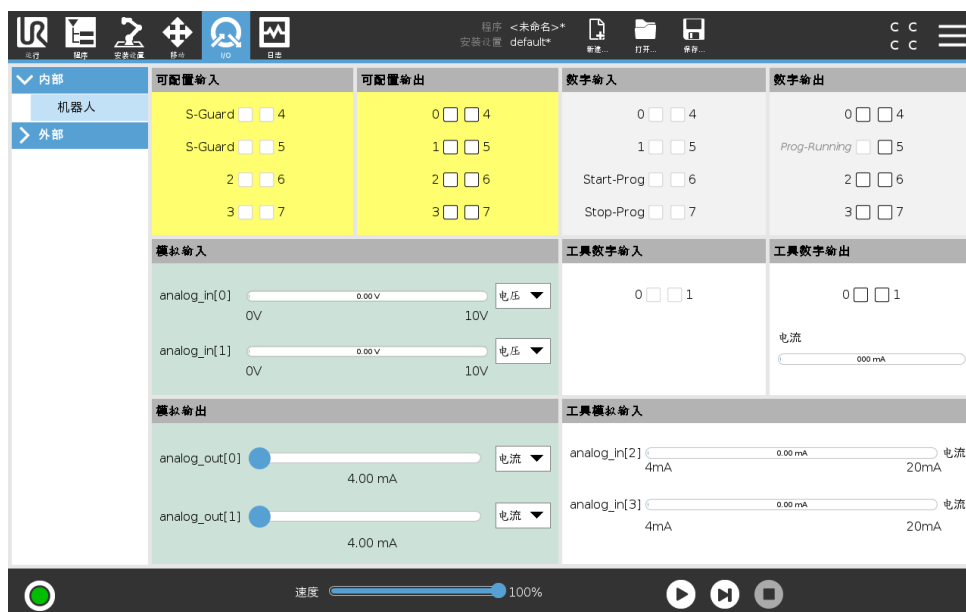 程序 <未命名>*
安装设置 default*
UR
运行 程序 安装设置 移动 I/O 日志 新建... 打开... 保存...
C C
C C
内部
机器人
外部
可配置输入 可配置输出 数字输入 数字输出
S-Guard 4 0 4 0 4 0 4
S-Guard 5 1 5 1 5 Prog-Running 5
2 6 2 6 Start-Prog 6 2 6
3 7 3 7 Stop-Prog 7 3 7
模拟输入
analog_in[0] 0.00 V 电压
0V 10V
analog_in[1] 0.00 V 电压
0V 10V
工具数字输入 工具数字输出
0 1 0 1
电流
000 mA
模拟输出
analog_out[0] 电流
4.00 mA
analog_out[1] 电流
4.00 mA
工具模拟输入
analog_in[2] 0.00 mA 电流
4mA 20mA
analog_in[3] 0.00 mA 电流
4mA 20mA
速度 100%